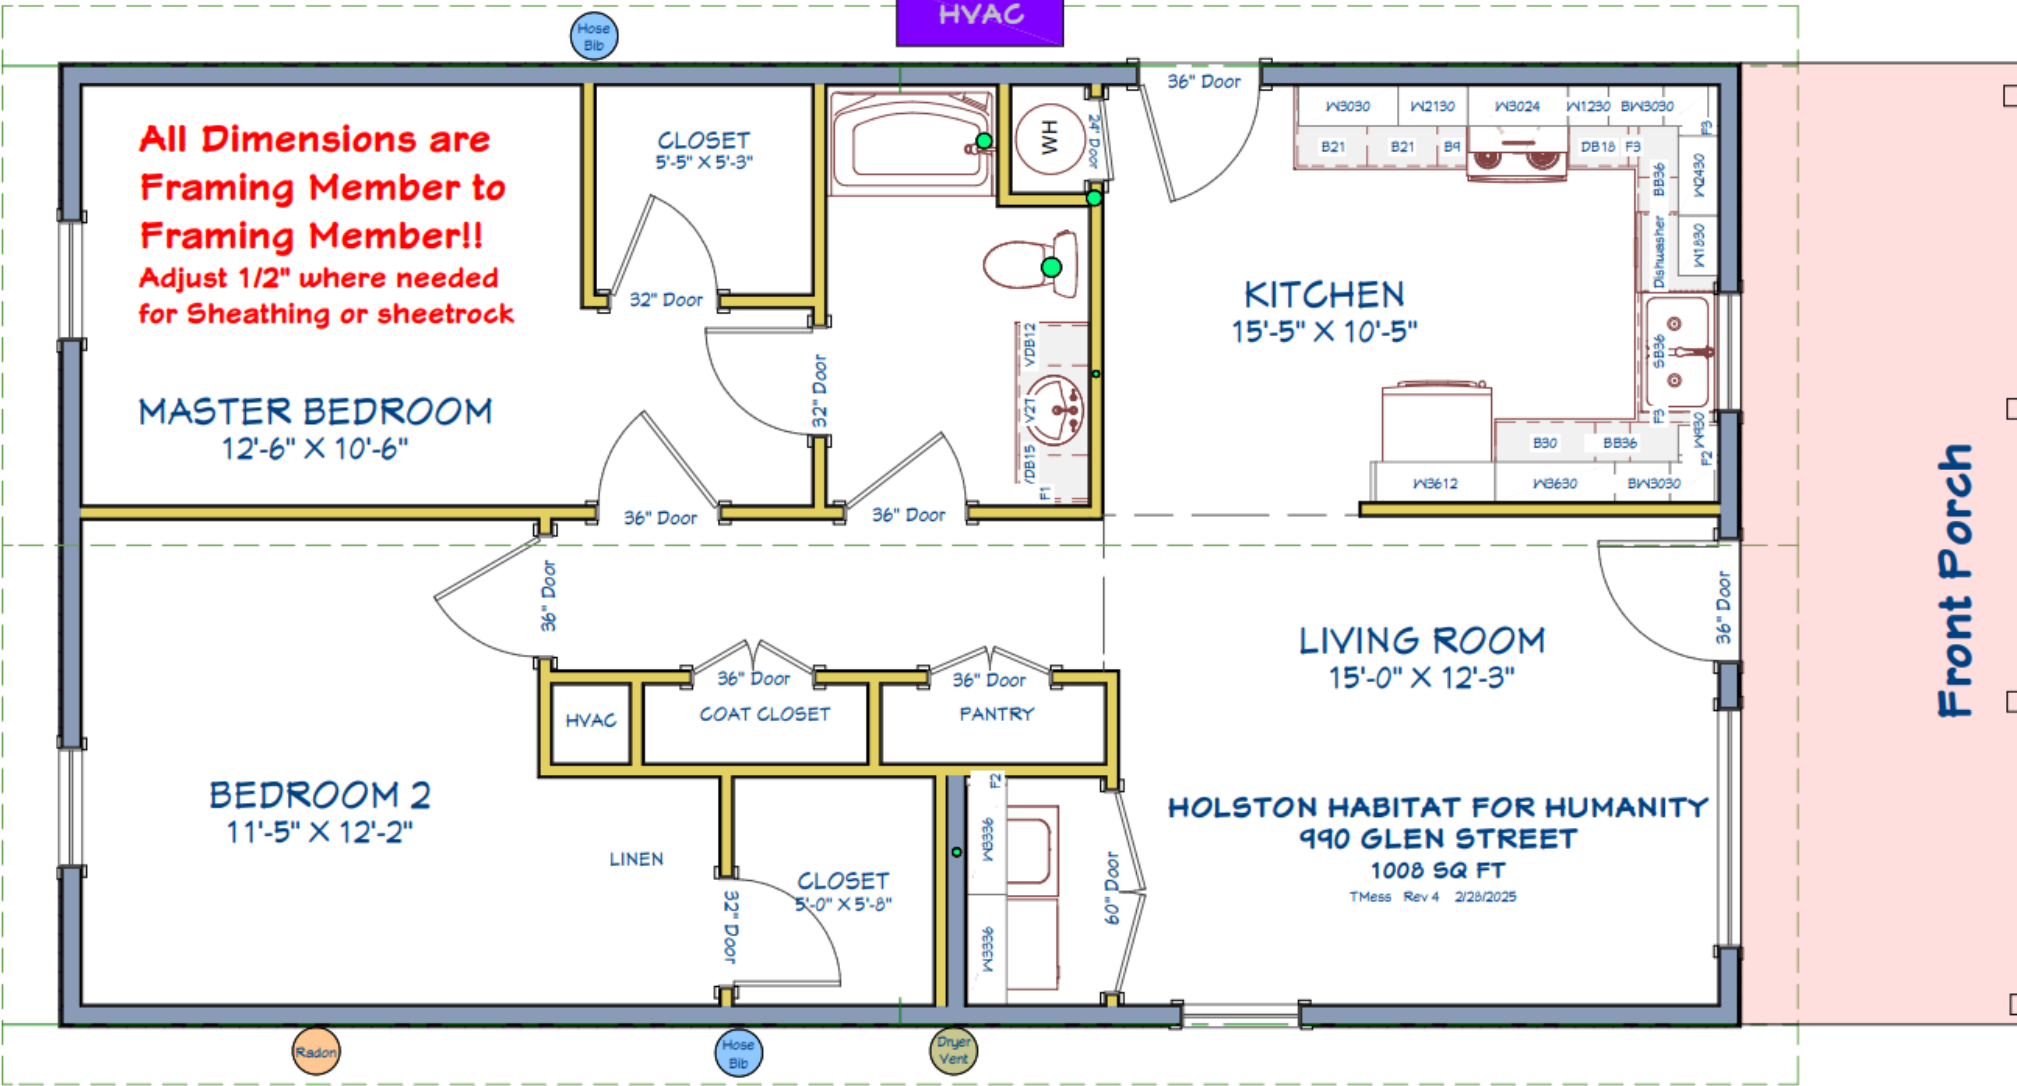 HVAC
Hose
Bib
36" Door
All Dimensions are
Framing Member to
Framing Member!!
Adjust 1/2" where needed
for Sheathing or sheetrock
CLOSET
5'-5" X 5'-3"
WH
24" Door
W3030
W2130
W3024
W1230
BW3030
F3
B21
B21
B9
DB18
F3
BB36
W2430
Dishwasher
W1830
32" Door
KITCHEN
15'-5" X 10'-5"
VDB12
V27
VDB15
F1
32" Door
SB36
F3
W930
F2
MASTER BEDROOM
12'-6" X 10'-6"
B30
BB36
W3612
W3630
BW3030
36" Door
36" Door
Front Porch
36" Door
36" Door
LIVING ROOM
15'-0" X 12'-3"
36" Door
36" Door
HVAC
COAT CLOSET
PANTRY
BEDROOM 2
11'-5" X 12'-2"
LINEN
F2
W3336
W3336
60" Door
HOLSTON HABITAT FOR HUMANITY
990 GLEN STREET
1008 SQ FT
TMess Rev 4 2/28/2025
CLOSET
5'-0" X 5'-8"
32" Door
Radon
Hose
Bib
Dryer
Vent